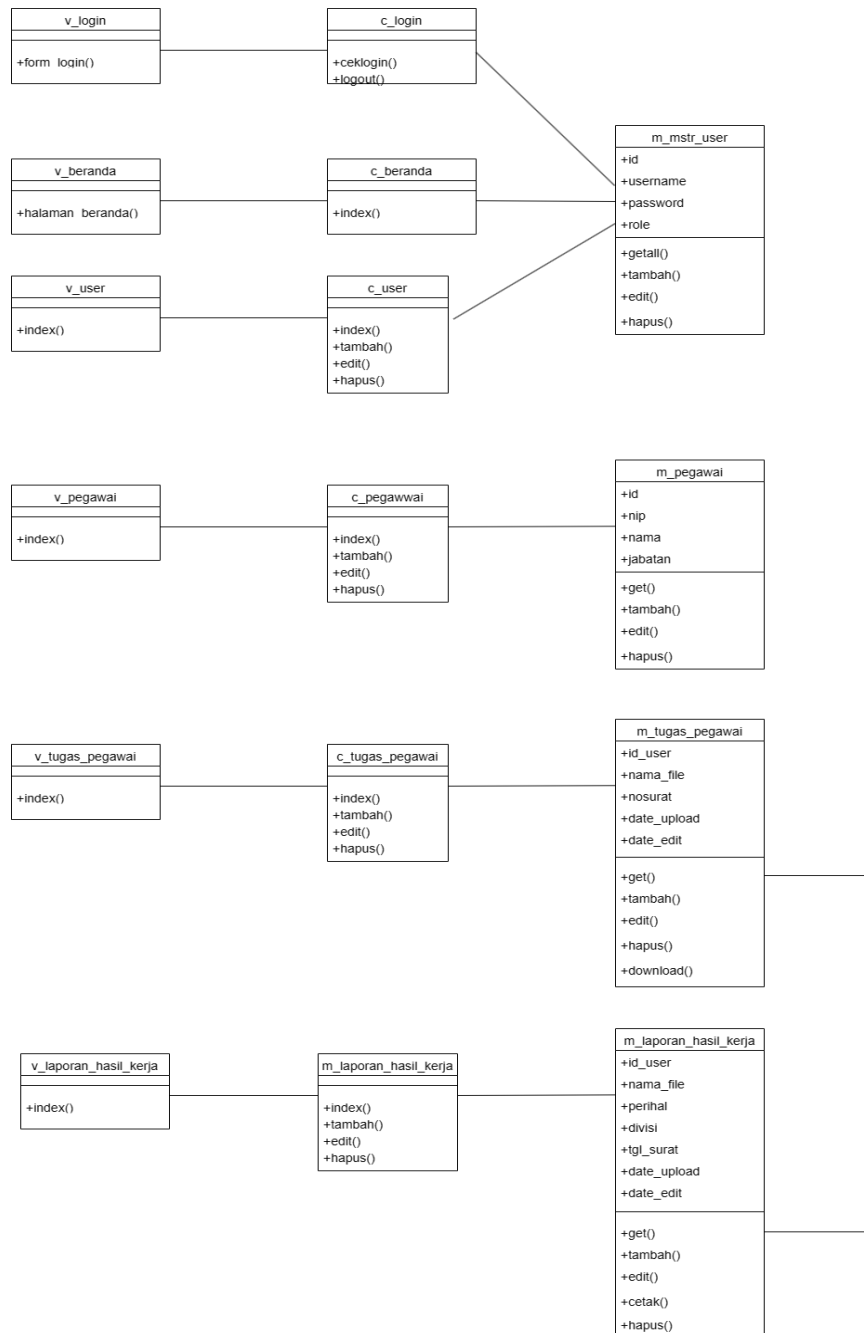 v_login
+form_login()
c_login
+ceklogin()
+logout()
m_mstr_user
+id
+username
+password
+role
+getall()
+tambah()
+edit()
+hapus()
v_beranda
+halaman_beranda()
c_beranda
+index()
v_user
+index()
c_user
+index()
+tambah()
+edit()
+hapus()
v_pegawai
+index()
c_pegawwai
+index()
+tambah()
+edit()
+hapus()
m_pegawai
+id
+nip
+nama
+jabatan
+get()
+tambah()
+edit()
+hapus()
v_tugas_pegawai
+index()
c_tugas_pegawai
+index()
+tambah()
+edit()
+hapus()
m_tugas_pegawai
+id_user
+nama_file
+nosurat
+date_upload
+date_edit
+get()
+tambah()
+edit()
+hapus()
+download()
v_laporan_hasil_kerja
+index()
m_laporan_hasil_kerja
+index()
+tambah()
+edit()
+hapus()
m_laporan_hasil_kerja
+id_user
+nama_file
+perihal
+divisi
+tgl_surat
+date_upload
+date_edit
+get()
+tambah()
+edit()
+cetak()
+hapus()